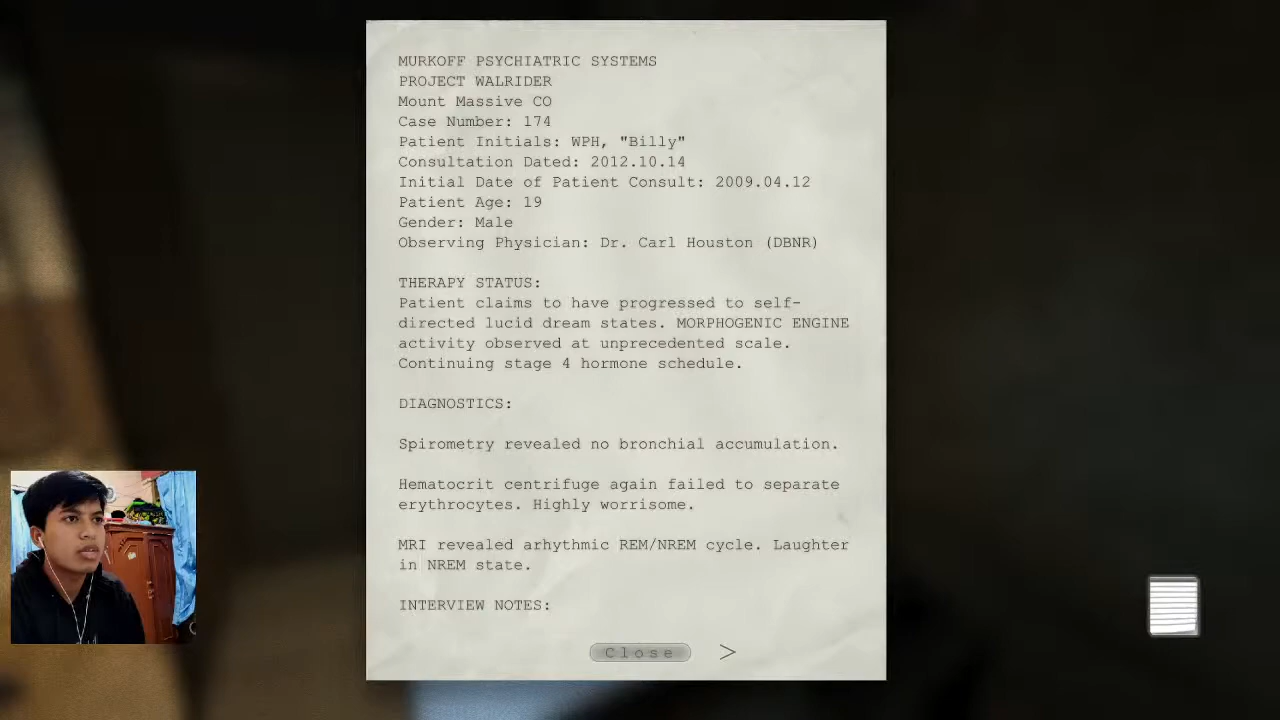 MURKOFF PSYCHIATRIC SYSTEMS
PROJECT WALRIDER
Mount Massive CO
Case Number: 174
Patient Initials: WPH, "Billy"
Consultation Dated: 2012.10.14
Initial Date of Patient Consult: 2009.04.12
Patient Age: 19
Gender: Male
Observing Physician: Dr. Carl Houston (DBNR)
THERAPY STATUS:
Patient claims to have progressed to self-
directed lucid dream states. MORPHOGENIC ENGINE
activity observed at unprecedented scale.
Continuing stage 4 hormone schedule.
DIAGNOSTICS:
Spirometry revealed no bronchial accumulation.
Hematocrit centrifuge again failed to separate
erythrocytes. Highly worrisome.
MRI revealed arhythmic REM/NREM cycle. Laughter
in NREM state.
INTERVIEW NOTES:
Close >